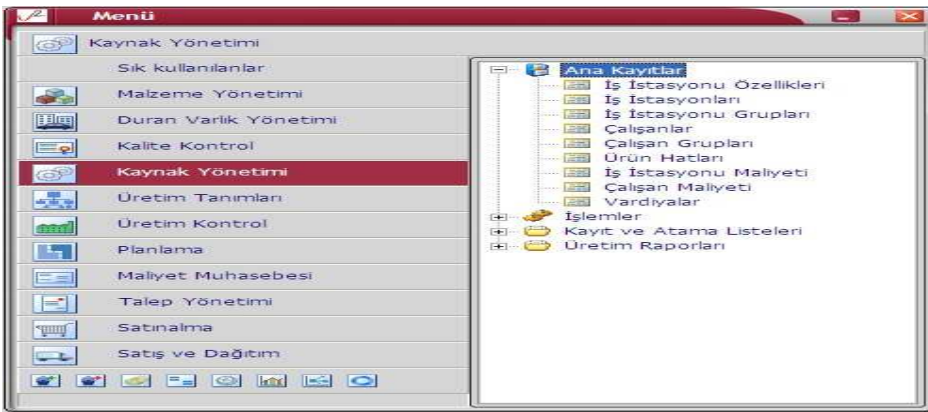 Menü
Kaynak Yönetimi
Sık kullanılanlar
Malzeme Yönetimi
Duran Varlık Yönetimi
Kalite Kontrol
Kaynak Yönetimi
Üretim Tanımları
Üretim Kontrol
Planlama
Maliyet Muhasebesi
Talep Yönetimi
Satınalma
Satış ve Dağıtım
Ana Kayıtlar
İş İstasyonu Özellikleri
İş İstasyonları
İş İstasyonu Grupları
Çalışanlar
Çalışan Grupları
Ürün Hatları
İş İstasyonu Maliyeti
Çalışan Maliyeti
Vardiyalar
İşlemler
Kayıt ve Atama Listeleri
Üretim Raporları